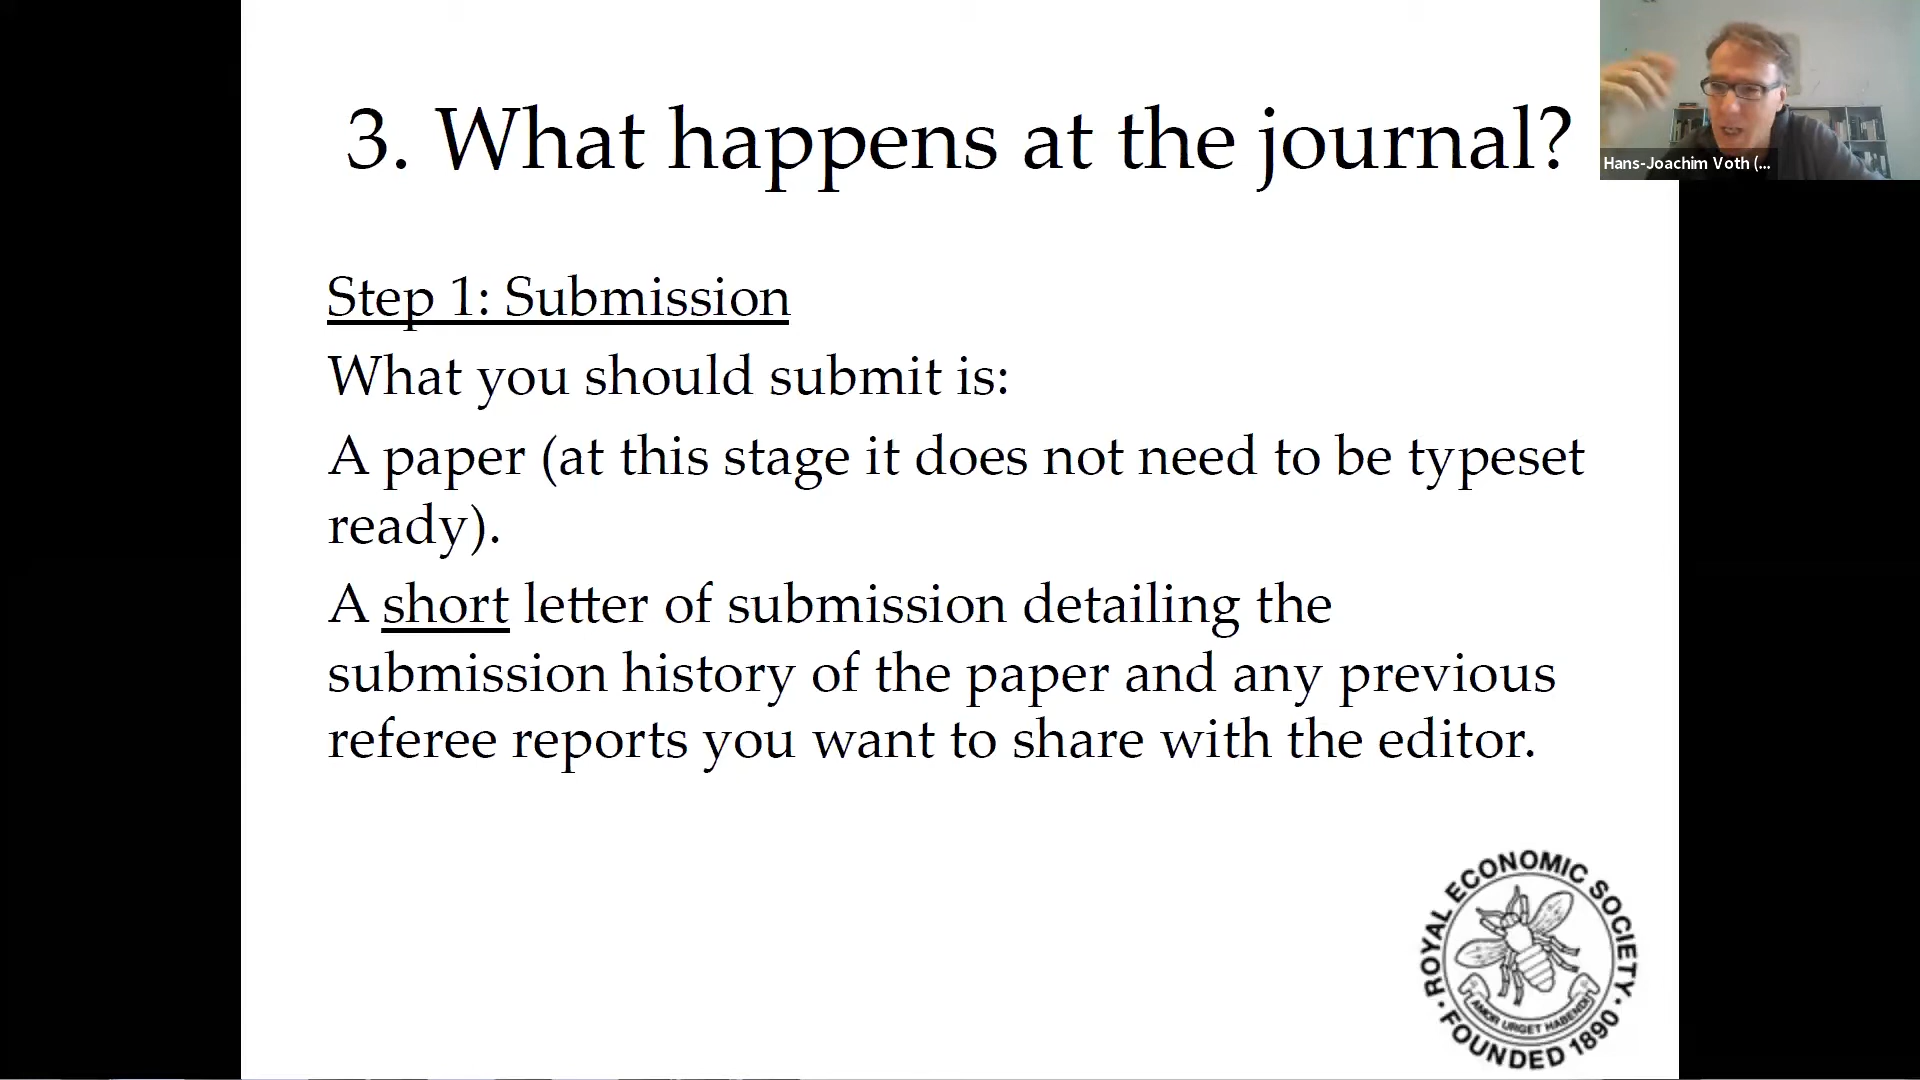 3. What happens at the journal?
Hans-Joachim Voth (...
Step 1: Submission
What you should submit is:
A paper (at this stage it does not need to be typeset
ready).
A short letter of submission detailing the
submission history of the paper and any previous
referee reports you want to share with the editor.
ROYAL ECONOMIC SOCIETY
AMOR URGET HABENDI
· FOUNDED 1890 ·